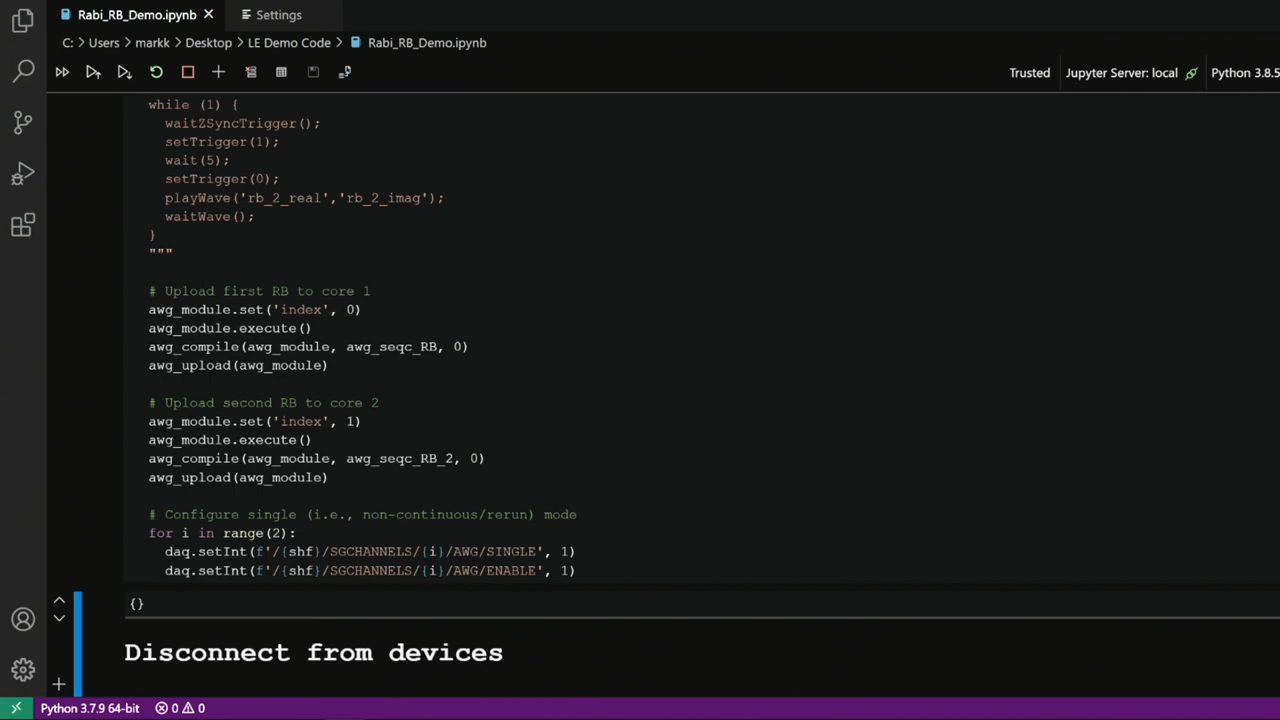 Rabi_RB_Demo.ipynb
Settings
C: > Users > markk > Desktop > LE Demo Code > Rabi_RB_Demo.ipynb
Trusted
Jupyter Server: local
Python 3.8.5
while (1) {
waitZSyncTrigger();
setTrigger(1);
wait(5);
setTrigger(0);
playWave('rb_2_real','rb_2_imag');
waitWave();
}
"""
# Upload first RB to core 1
awg_module.set('index', 0)
awg_module.execute()
awg_compile(awg_module, awg_seqc_RB, 0)
awg_upload(awg_module)
# Upload second RB to core 2
awg_module.set('index', 1)
awg_module.execute()
awg_compile(awg_module, awg_seqc_RB_2, 0)
awg_upload(awg_module)
# Configure single (i.e., non-continuous/rerun) mode
for i in range(2):
daq.setInt(f'/{shf}/SGCHANNELS/{i}/AWG/SINGLE', 1)
daq.setInt(f'/{shf}/SGCHANNELS/{i}/AWG/ENABLE', 1)
{}
Disconnect from devices
Python 3.7.9 64-bit
0
0